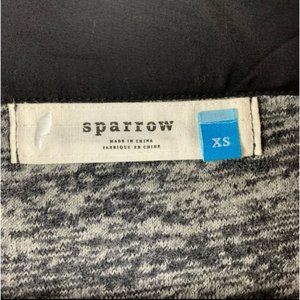 sparrow
MADE IN CHINA
FABRIQUÉ EN CHINE
XS